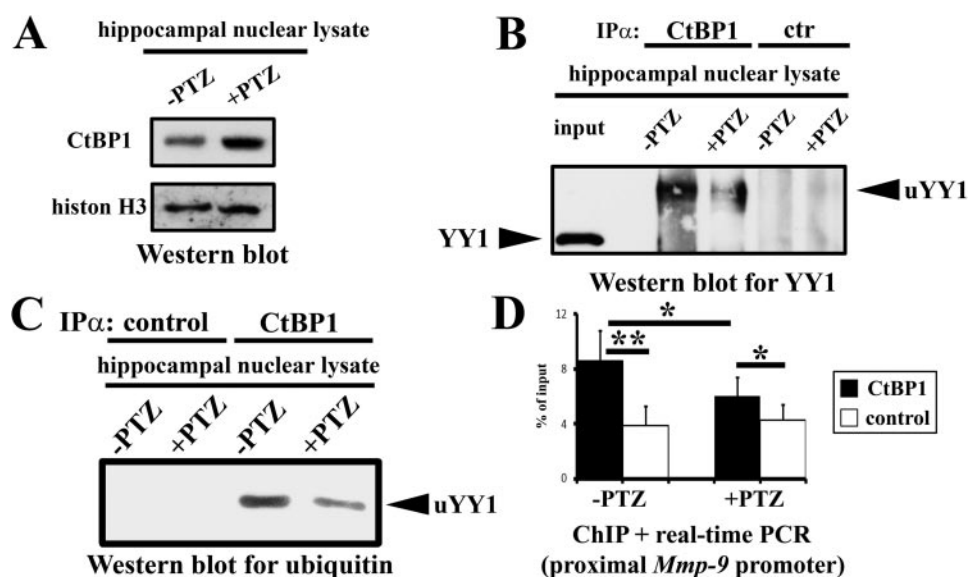 A
hippocampal nuclear lysate
-PTZ +PTZ
CtBP1
histon H3
Western blot
B
IPα: CtBP1 ctr
hippocampal nuclear lysate
input -PTZ +PTZ -PTZ +PTZ
uYY1
YY1
Western blot for YY1
C
IPα: control CtBP1
hippocampal nuclear lysate
-PTZ +PTZ -PTZ +PTZ
uYY1
Western blot for ubiquitin
D
*
** *
% of input
12
8
4
0
CtBP1
control
-PTZ +PTZ
ChIP + real-time PCR
(proximal Mmp-9 promoter)